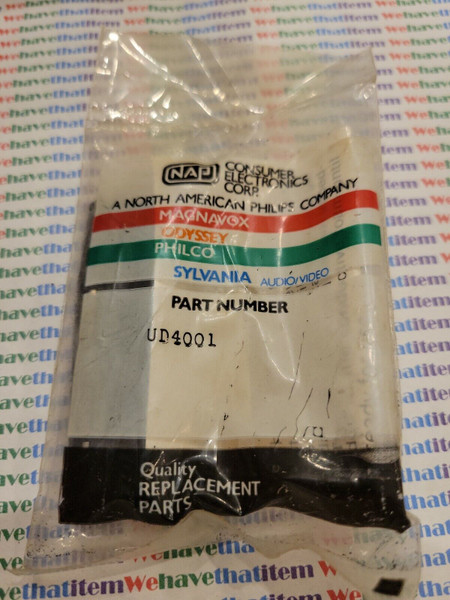 NAP CONSUMER
ELECTRONICS
CORP.
A NORTH AMERICAN PHILIPS COMPANY
MAGNAVOX
ODYSSEY
PHILCO
SYLVANIA AUDIO/VIDEO
PART NUMBER
UD4001
Quality
REPLACEMENT
PARTS
Wehavethatitem